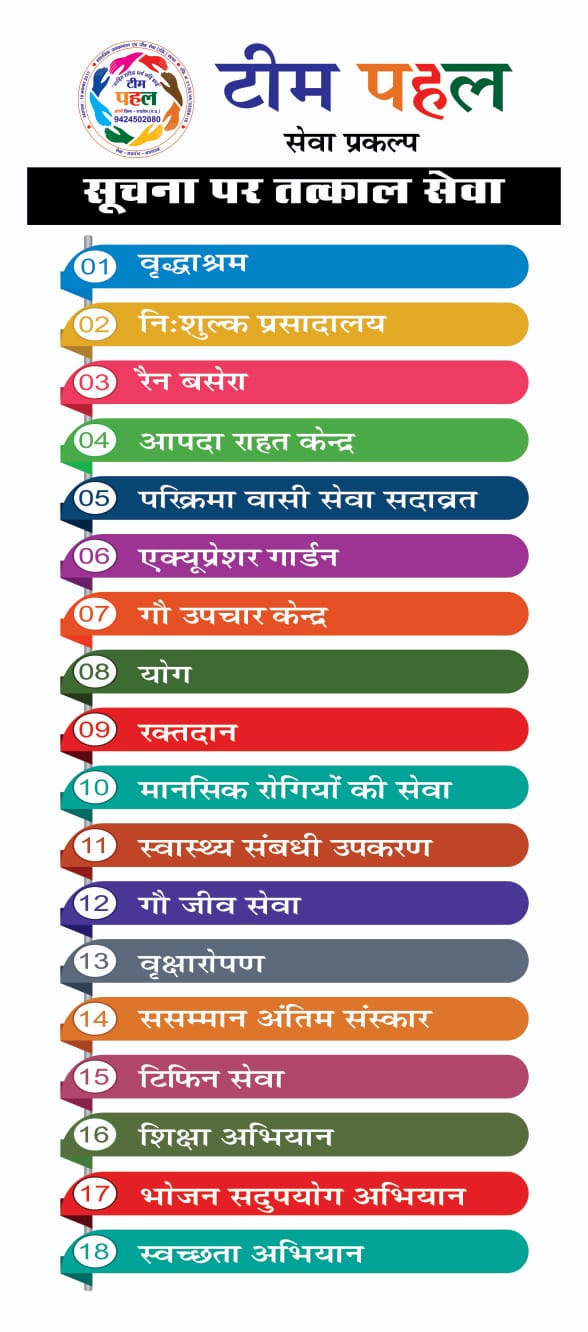 टीम
पहल
9424502080
टीम पहल
सेवा प्रकल्प
सूचना पर तत्काल सेवा
01 वृद्धाश्रम
02 निःशुल्क प्रसादालय
03 रैन बसेरा
04 आपदा राहत केन्द्र
05 परिक्रमा वासी सेवा सदाव्रत
06 एक्यूप्रेशर गार्डन
07 गौ उपचार केन्द्र
08 योग
09 रक्तदान
10 मानसिक रोगियों की सेवा
11 स्वास्थ्य संबधी उपकरण
12 गौ जीव सेवा
13 वृक्षारोपण
14 ससम्मान अंतिम संस्कार
15 टिफिन सेवा
16 शिक्षा अभियान
17 भोजन सदुपयोग अभियान
18 स्वच्छता अभियान